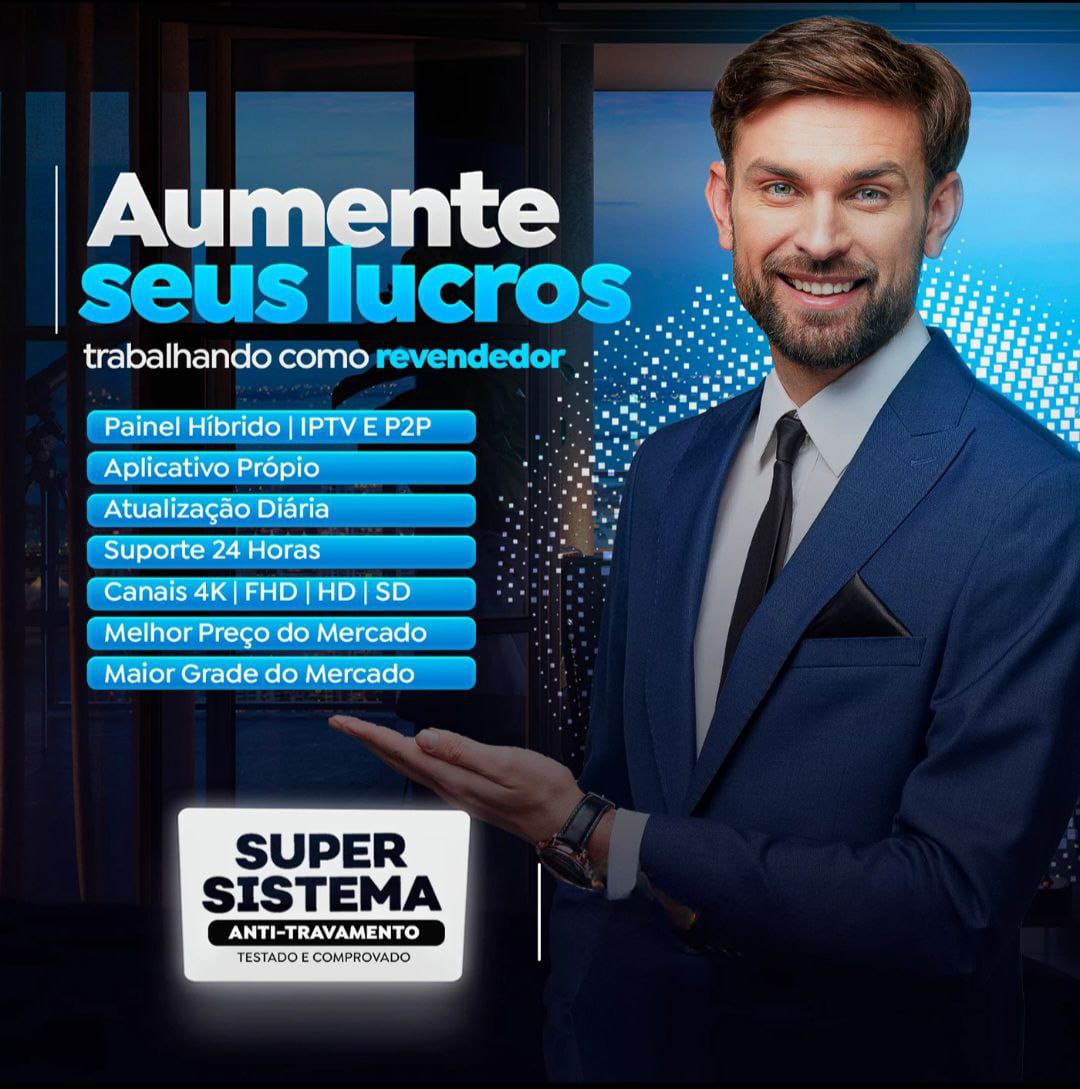 Aumente
seus lucros
trabalhando como revendedor
Painel Híbrido | IPTV E P2P
Aplicativo Própio
Atualização Diária
Suporte 24 Horas
Canais 4K | FHD | HD | SD
Melhor Preço do Mercado
Maior Grade do Mercado
SUPER
SISTEMA
ANTI-TRAVAMENTO
TESTADO E COMPROVADO